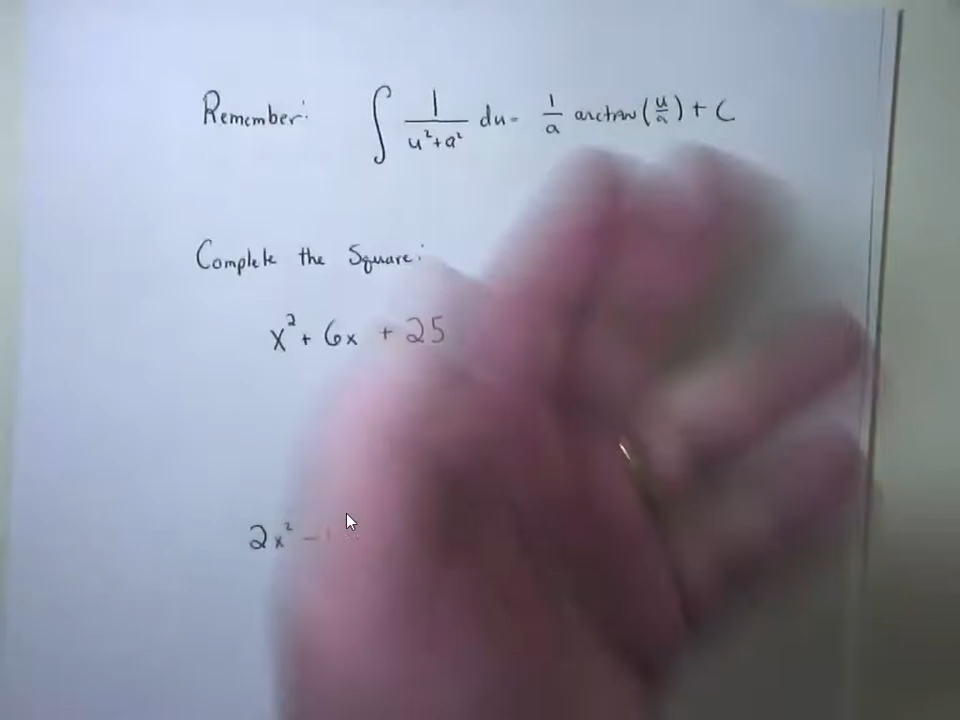 Remember: ∫ 1/(u²+a²) du = 1/a arctan(u/a) + C
Complete the Square:
x² + 6x + 25
2x² −